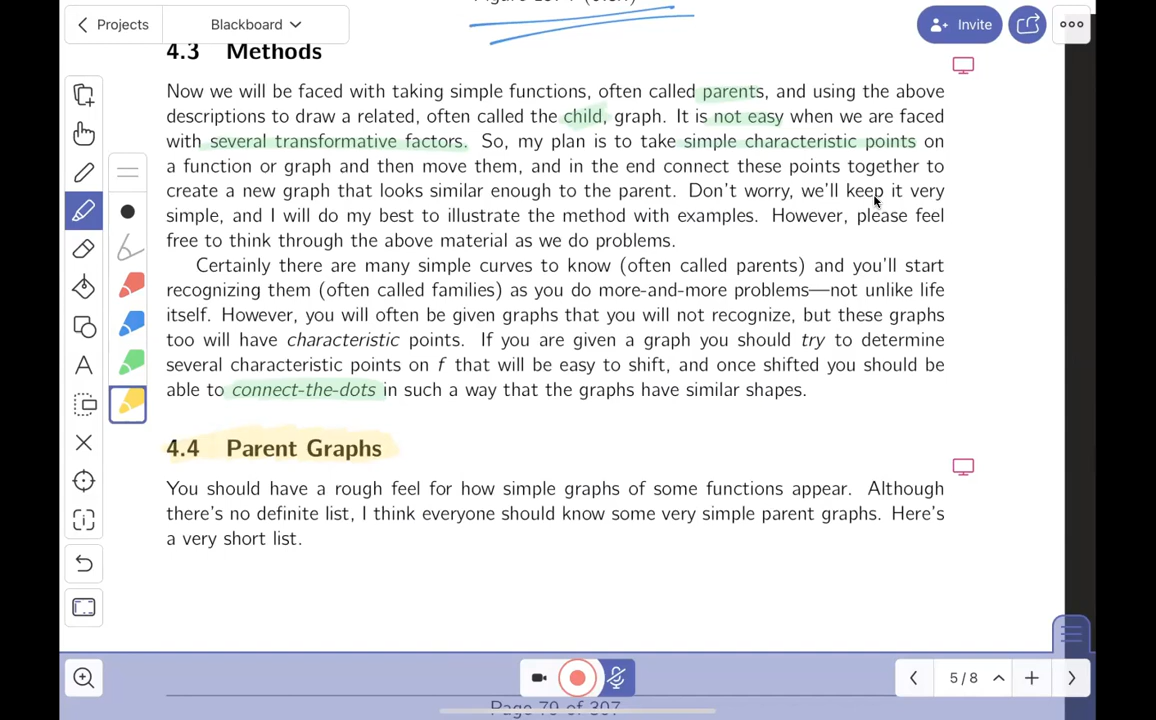 Projects
Blackboard
Invite
4.3 Methods
Now we will be faced with taking simple functions, often called parents, and using the above
descriptions to draw a related, often called the child, graph. It is not easy when we are faced
with several transformative factors. So, my plan is to take simple characteristic points on
a function or graph and then move them, and in the end connect these points together to
create a new graph that looks similar enough to the parent. Don't worry, we'll keep it very
simple, and I will do my best to illustrate the method with examples. However, please feel
free to think through the above material as we do problems.
Certainly there are many simple curves to know (often called parents) and you'll start
recognizing them (often called families) as you do more-and-more problems—not unlike life
itself. However, you will often be given graphs that you will not recognize, but these graphs
too will have characteristic points. If you are given a graph you should try to determine
several characteristic points on f that will be easy to shift, and once shifted you should be
able to connect-the-dots in such a way that the graphs have similar shapes.
4.4 Parent Graphs
You should have a rough feel for how simple graphs of some functions appear. Although
there's no definite list, I think everyone should know some very simple parent graphs. Here's
a very short list.
5 / 8
Page 70 of 307